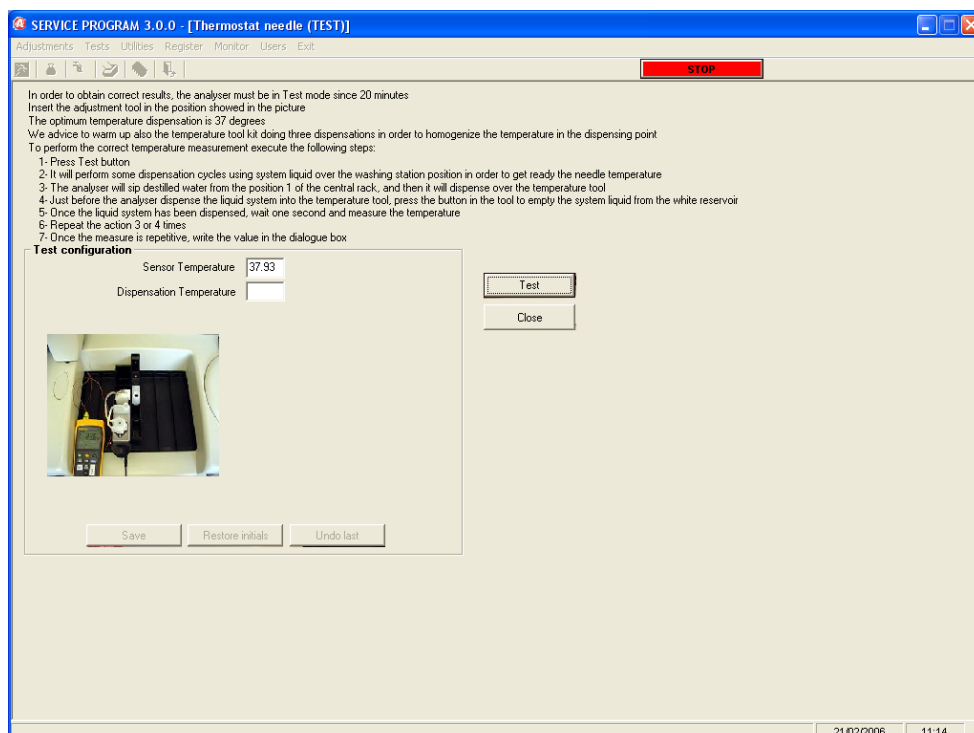 SERVICE PROGRAM 3.0.0 - [Thermostat needle (TEST)]
Adjustments Tests Utilities Register Monitor Users Exit
STOP
In order to obtain correct results, the analyser must be in Test mode since 20 minutes
Insert the adjustment tool in the position showed in the picture
The optimum temperature dispensation is 37 degrees
We advice to warm up also the temperature tool kit doing three dispensations in order to homogenize the temperature in the dispensing point
To perform the correct temperature measurement execute the following steps:
1- Press Test button
2- It will perform some dispensation cycles using system liquid over the washing station position in order to get ready the needle temperature
3- The analyser will sip destilled water from the position 1 of the central rack, and then it will dispense over the temperature tool
4- Just before the analyser dispense the liquid system into the temperature tool, press the button in the tool to empty the system liquid from the white reservoir
5- Once the liquid system has been dispensed, wait one second and measure the temperature
6- Repeat the action 3 or 4 times
7- Once the measure is repetitive, write the value in the dialogue box
Test configuration
Sensor Temperature 37.93
Dispensation Temperature
Test
Close
Save Restore initials Undo last
21/02/2006 11:14